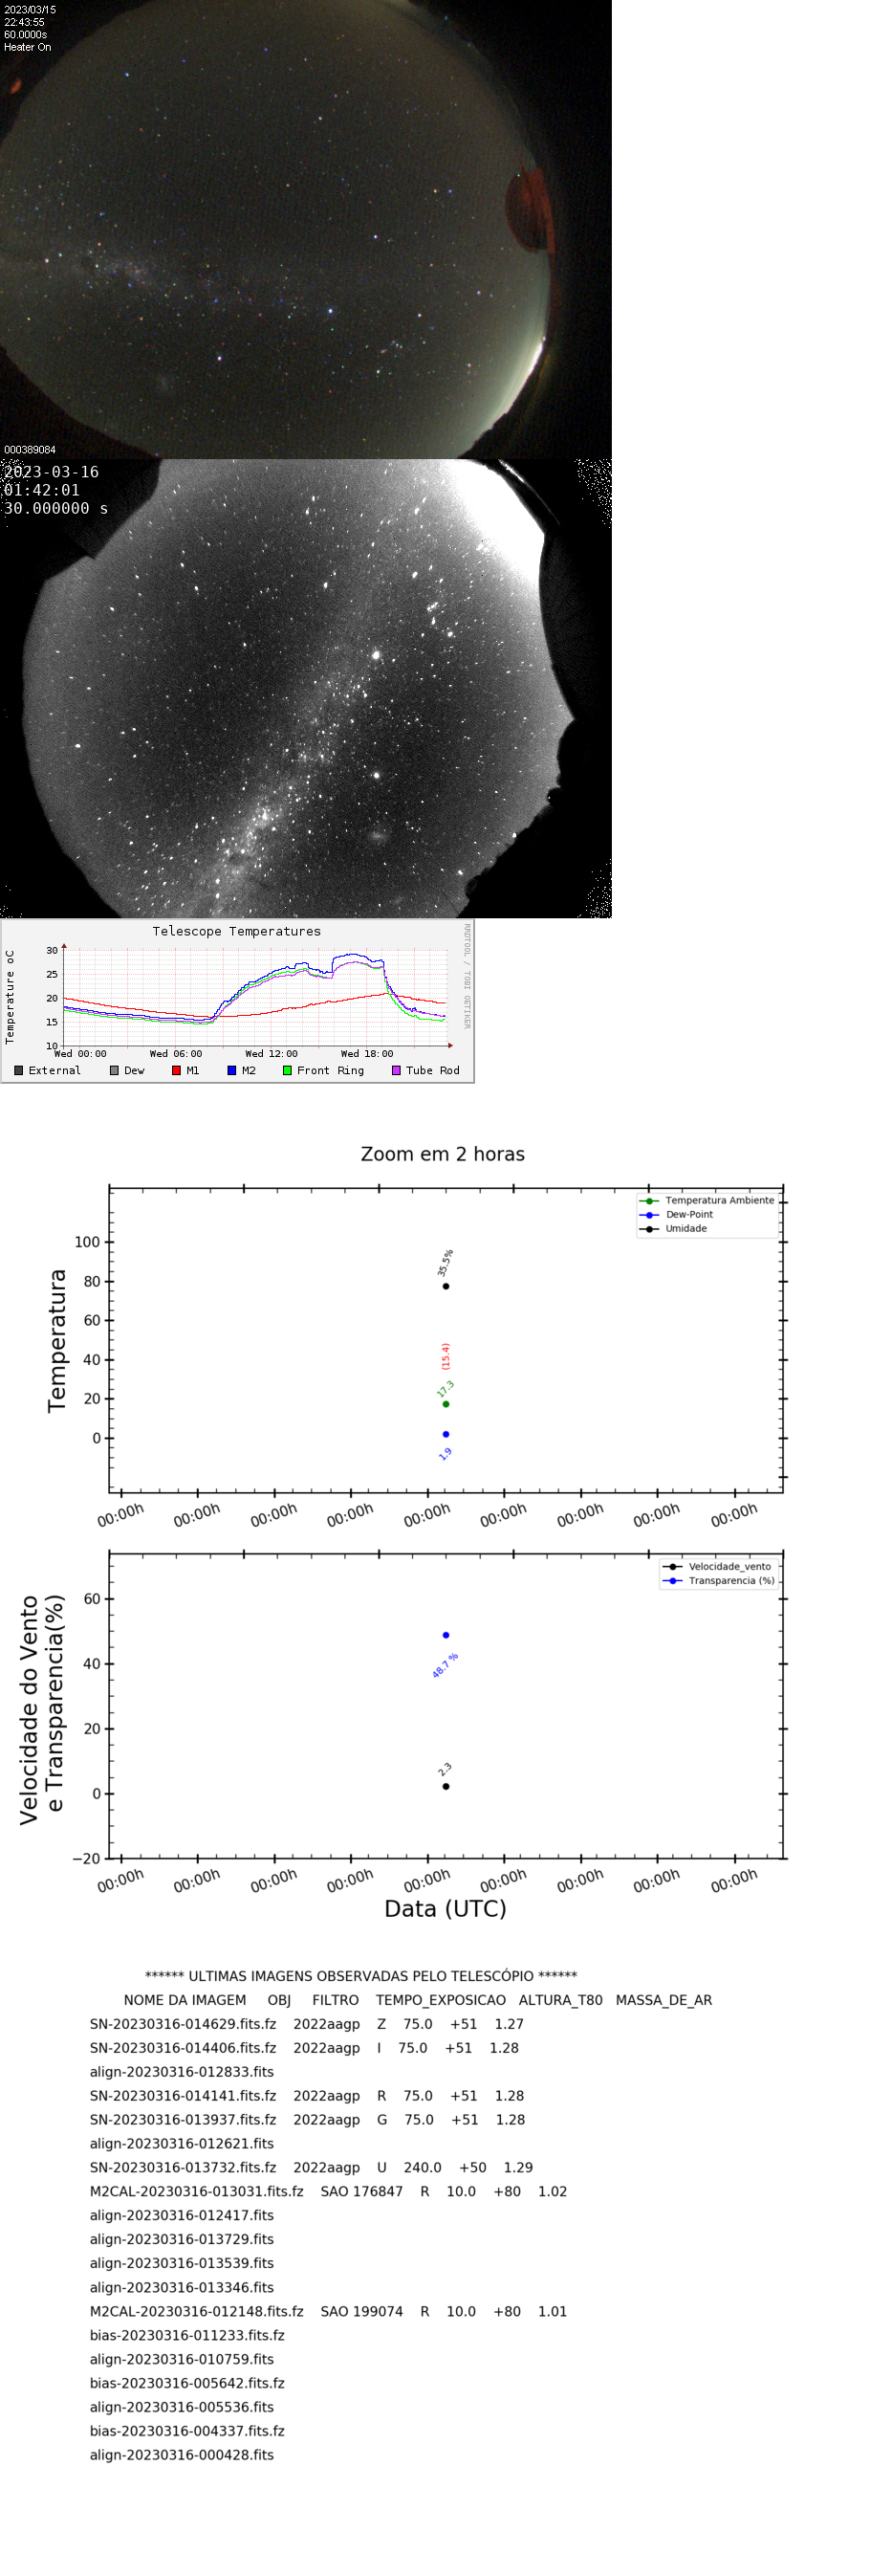 2023/03/15
22:43:55
60.0000s
Heater On
000389084
2023-03-16
01:42:01
30.000000 s
Telescope Temperatures
RRDTOOL / TOBI OETIKER
Temperature oC
30
25
20
15
10
Wed 00:00 Wed 06:00 Wed 12:00 Wed 18:00
External Dew M1 M2 Front Ring Tube Rod
Zoom em 2 horas
Temperatura Ambiente
Dew-Point
Umidade
Temperatura
100
80
60
40
20
0
35.5%
(15.4)
17.3
1.9
00:00h 00:00h 00:00h 00:00h 00:00h 00:00h 00:00h 00:00h 00:00h
Velocidade_vento
Transparencia (%)
Velocidade do Vento
e Transparencia(%)
60
40
20
0
−20
48.7 %
2.3
00:00h 00:00h 00:00h 00:00h 00:00h 00:00h 00:00h 00:00h 00:00h
Data (UTC)
****** ULTIMAS IMAGENS OBSERVADAS PELO TELESCÓPIO ******
NOME DA IMAGEM OBJ FILTRO TEMPO_EXPOSICAO ALTURA_T80 MASSA_DE_AR
SN-20230316-014629.fits.fz 2022aagp Z 75.0 +51 1.27
SN-20230316-014406.fits.fz 2022aagp I 75.0 +51 1.28
align-20230316-012833.fits
SN-20230316-014141.fits.fz 2022aagp R 75.0 +51 1.28
SN-20230316-013937.fits.fz 2022aagp G 75.0 +51 1.28
align-20230316-012621.fits
SN-20230316-013732.fits.fz 2022aagp U 240.0 +50 1.29
M2CAL-20230316-013031.fits.fz SAO 176847 R 10.0 +80 1.02
align-20230316-012417.fits
align-20230316-013729.fits
align-20230316-013539.fits
align-20230316-013346.fits
M2CAL-20230316-012148.fits.fz SAO 199074 R 10.0 +80 1.01
bias-20230316-011233.fits.fz
align-20230316-010759.fits
bias-20230316-005642.fits.fz
align-20230316-005536.fits
bias-20230316-004337.fits.fz
align-20230316-000428.fits